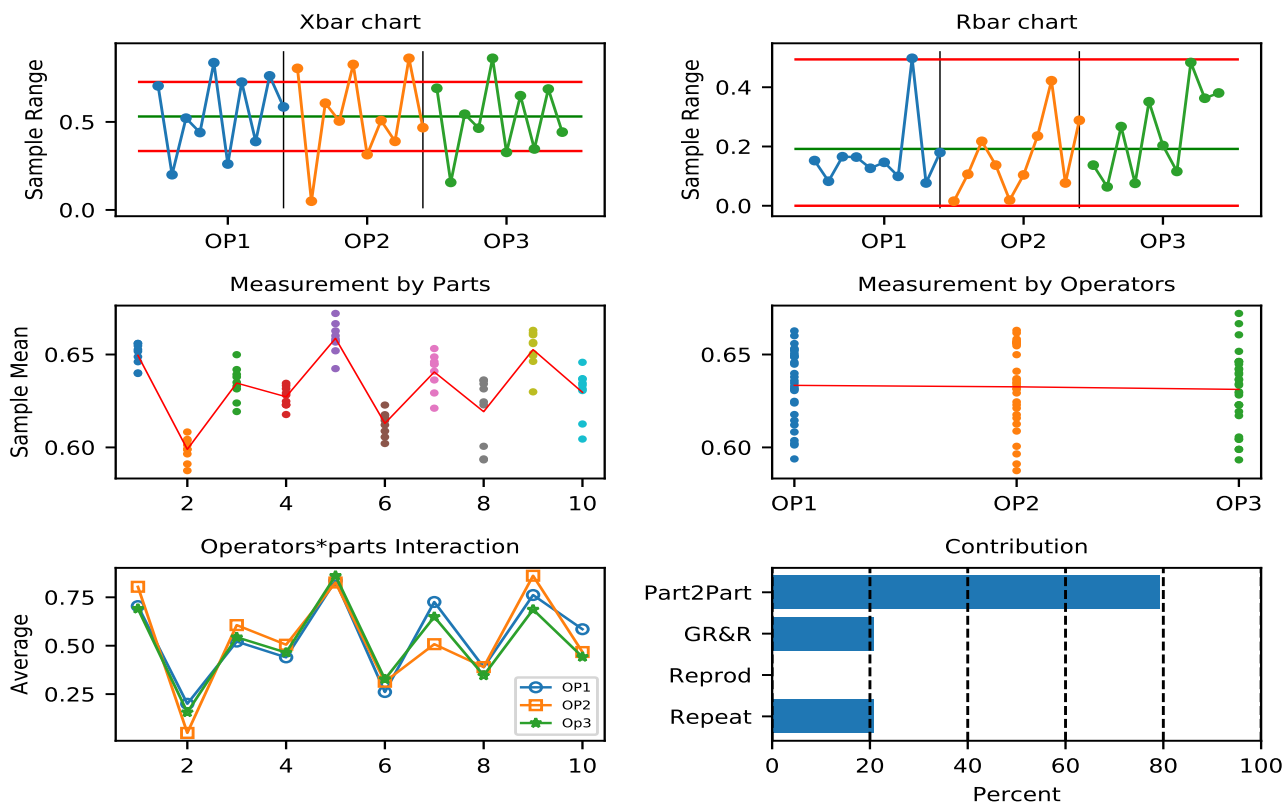 Xbar chart
Sample Range
0.5
0.0
OP1 OP2 OP3
Rbar chart
Sample Range
0.4
0.2
0.0
OP1 OP2 OP3
Measurement by Parts
Sample Mean
0.65
0.60
2 4 6 8 10
Measurement by Operators
0.65
0.60
OP1 OP2 OP3
Operators*parts Interaction
Average
0.75
0.50
0.25
OP1
OP2
Op3
2 4 6 8 10
Contribution
Part2Part
GR&R
Reprod
Repeat
0 20 40 60 80 100
Percent